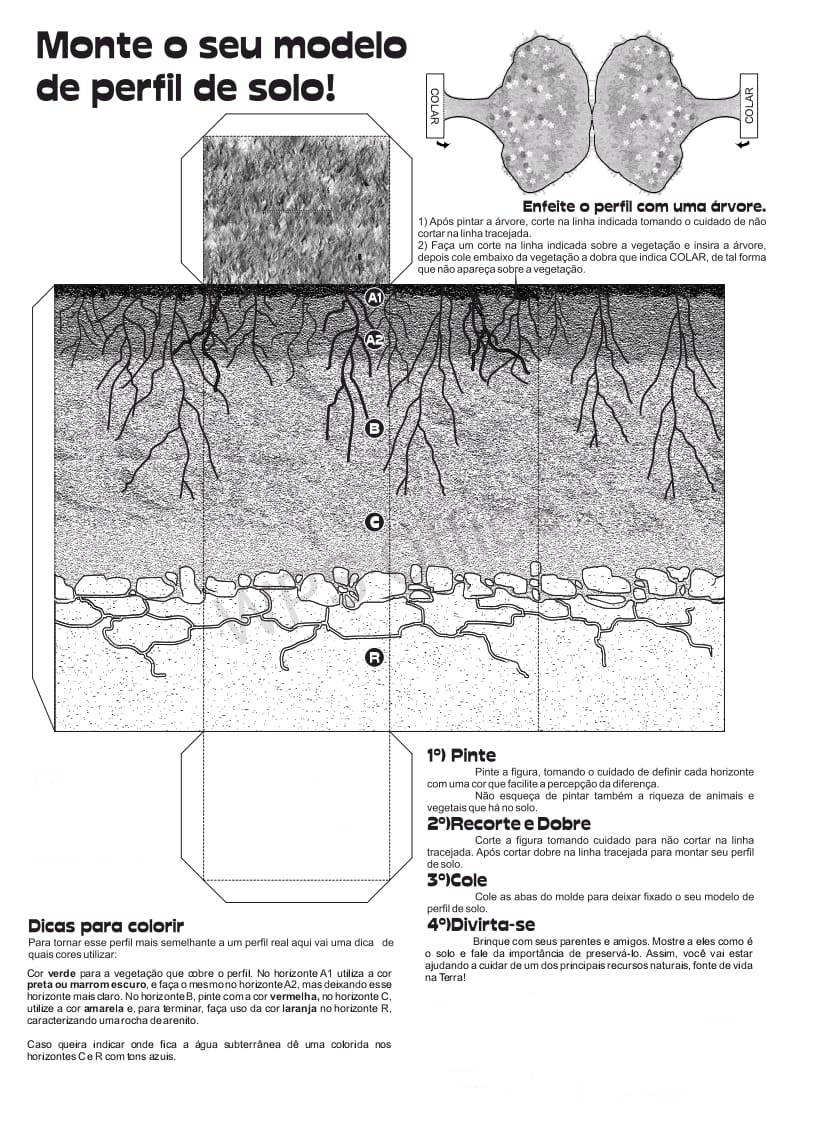 Monte o seu modelo
de perfil de solo!
COLAR
COLAR
Enfeite o perfil com uma árvore.
1) Após pintar a árvore, corte na linha indicada tomando o cuidado de não
cortar na linha tracejada.
2) Faça um corte na linha indicada sobre a vegetação e insira a árvore,
depois cole embaixo da vegetação a dobra que indica COLAR, de tal forma
que não apareça sobre a vegetação.
A1
A2
B
C
R
1º) Pinte
Pinte a figura, tomando o cuidado de definir cada horizonte
com uma cor que facilite a percepção da diferença.
Não esqueça de pintar também a riqueza de animais e
vegetais que há no solo.
2º)Recorte e Dobre
Corte a figura tomando cuidado para não cortar na linha
tracejada. Após cortar dobre na linha tracejada para montar seu perfil
de solo.
3º)Cole
Cole as abas do molde para deixar fixado o seu modelo de
perfil de solo.
4º)Divirta-se
Brinque com seus parentes e amigos. Mostre a eles como é
o solo e fale da importância de preservá-lo. Assim, você vai estar
ajudando a cuidar de um dos principais recursos naturais, fonte de vida
na Terra!
Dicas para colorir
Para tornar esse perfil mais semelhante a um perfil real aqui vai uma dica de
quais cores utilizar:
Cor verde para a vegetação que cobre o perfil. No horizonte A1 utiliza a cor
preta ou marrom escuro, e faça o mesmo no horizonte A2, mas deixando esse
horizonte mais claro. No horizonte B, pinte com a cor vermelha, no horizonte C,
utilize a cor amarela e, para terminar, faça uso da cor laranja no horizonte R,
caracterizando uma rocha de arenito.
Caso queira indicar onde fica a água subterrânea dê uma colorida nos
horizontes C e R com tons azuis.